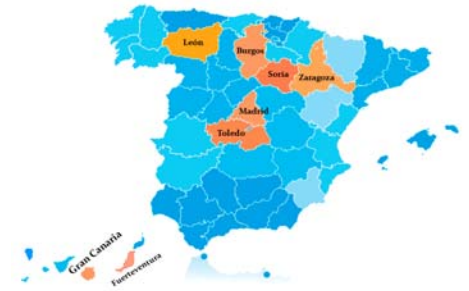 León
Burgos
Soria
Zaragoza
Madrid
Toledo
Gran Canaria
Fuerteventura